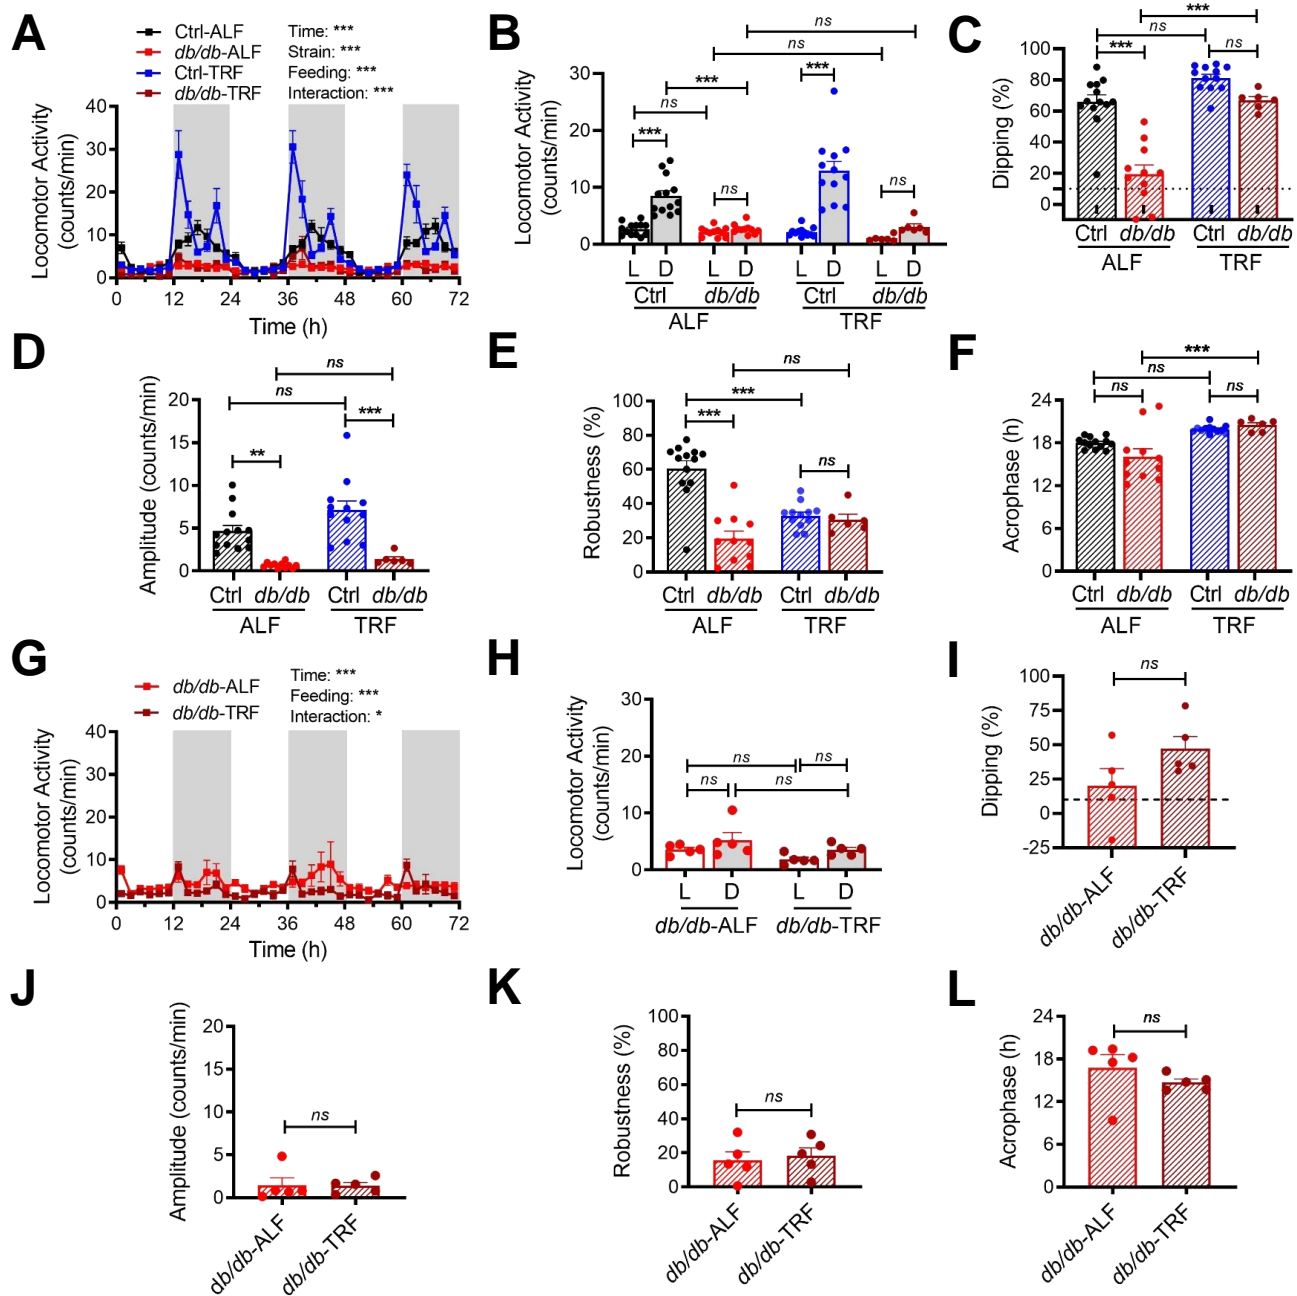 A
Ctrl-ALF
db/db-ALF
Ctrl-TRF
db/db-TRF
Time: ***
Strain: ***
Feeding: ***
Interaction: ***
Locomotor Activity
(counts/min)
40
30
20
10
0
0 12 24 36 48 60 72
Time (h)
B
ns
ns
***
***
ns
***
ns
ns
Locomotor Activity
(counts/min)
30
20
10
0
L D L D L D L D
Ctrl db/db Ctrl db/db
ALF TRF
C
***
ns
***
ns
Dipping (%)
100
80
60
40
20
0
Ctrl db/db Ctrl db/db
ALF TRF
D
ns
ns
***
**
Amplitude (counts/min)
20
15
10
5
0
Ctrl db/db Ctrl db/db
ALF TRF
E
ns
***
***
ns
Robustness (%)
100
80
60
40
20
0
Ctrl db/db Ctrl db/db
ALF TRF
F
***
ns
ns ns
Acrophase (h)
24
18
12
6
0
Ctrl db/db Ctrl db/db
ALF TRF
G
db/db-ALF
db/db-TRF
Time: ***
Feeding: ***
Interaction: *
Locomotor Activity
(counts/min)
40
30
20
10
0
0 12 24 36 48 60 72
Time (h)
H
Locomotor Activity
(counts/min)
30
20
10
0
ns ns
ns ns
L D L D
db/db-ALF db/db-TRF
I
ns
Dipping (%)
100
75
50
25
0
-25
db/db-ALF
db/db-TRF
J
Amplitude (counts/min)
20
15
10
5
0
ns
db/db-ALF
db/db-TRF
K
Robustness (%)
100
80
60
40
20
0
ns
db/db-ALF
db/db-TRF
L
Acrophase (h)
24
18
12
6
0
ns
db/db-ALF
db/db-TRF